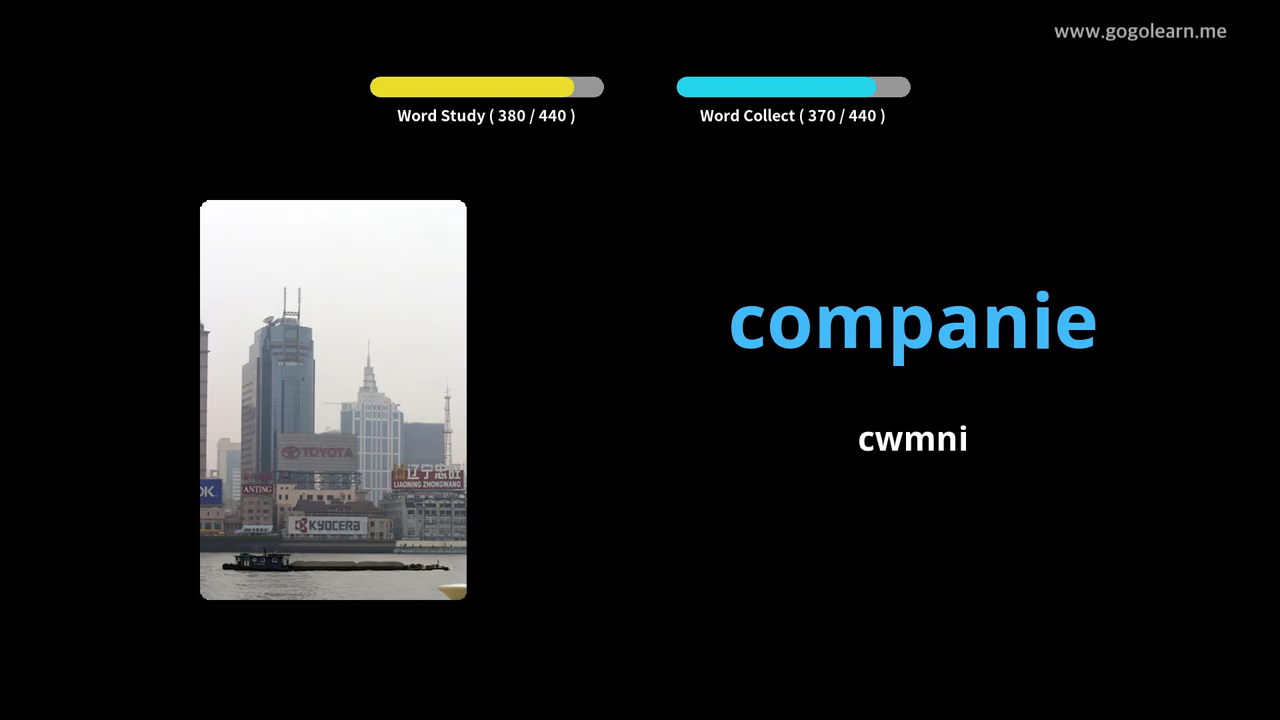 www.gogolearn.me
Word Study ( 380 / 440 )
Word Collect ( 370 / 440 )
companie
cwmni
TOYOTA
辽宁忠旺
LIAONING ZHONGWANG
OK
ANTING
KYOCERA